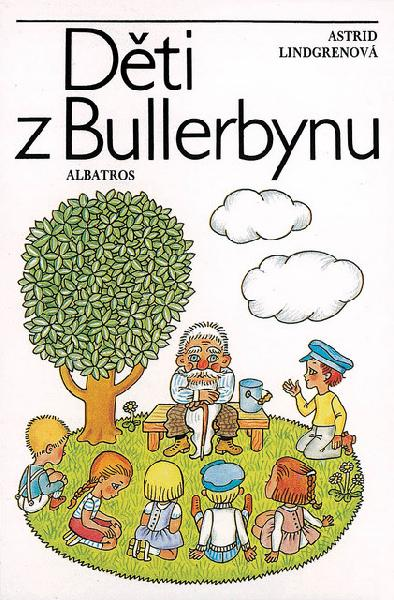 ASTRID
LINDGRENOVÁ
Děti
z Bullerbynu
ALBATROS